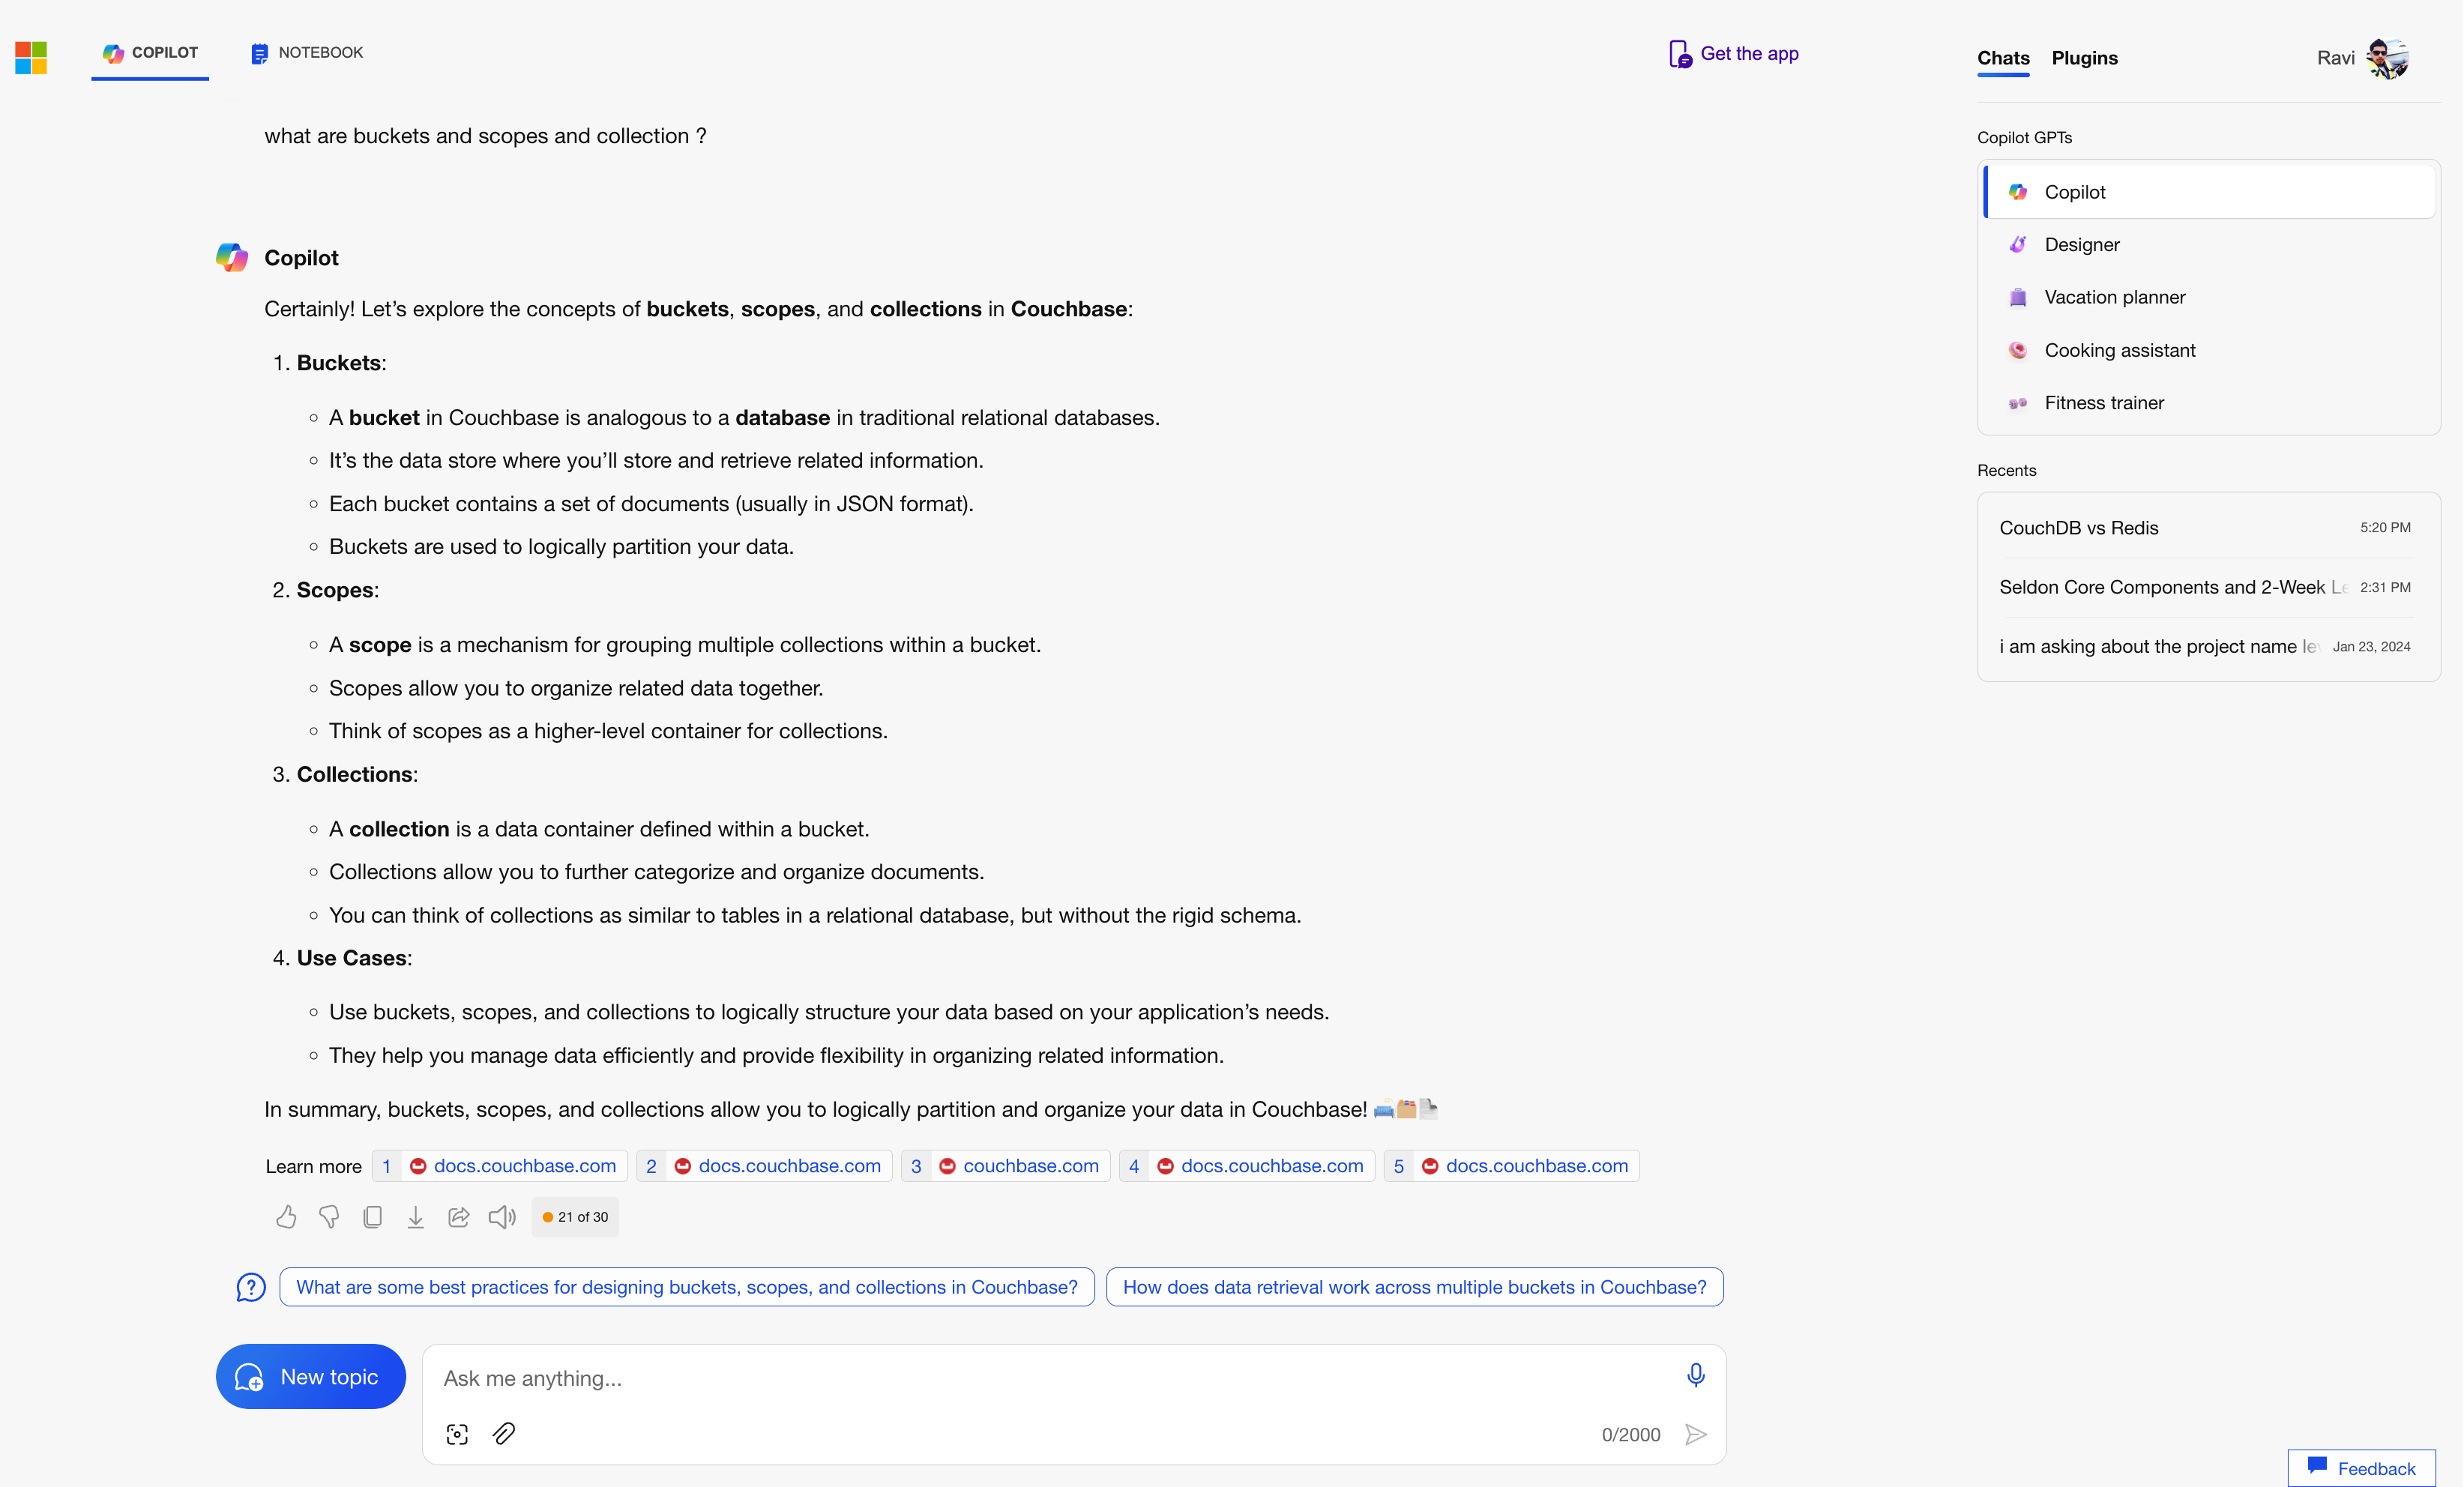 COPILOT
NOTEBOOK
Get the app
Chats Plugins
Ravi
what are buckets and scopes and collection ?
Copilot
Certainly! Let’s explore the concepts of buckets, scopes, and collections in Couchbase:
1. Buckets:
◦ A bucket in Couchbase is analogous to a database in traditional relational databases.
◦ It’s the data store where you’ll store and retrieve related information.
◦ Each bucket contains a set of documents (usually in JSON format).
◦ Buckets are used to logically partition your data.
2. Scopes:
◦ A scope is a mechanism for grouping multiple collections within a bucket.
◦ Scopes allow you to organize related data together.
◦ Think of scopes as a higher-level container for collections.
3. Collections:
◦ A collection is a data container defined within a bucket.
◦ Collections allow you to further categorize and organize documents.
◦ You can think of collections as similar to tables in a relational database, but without the rigid schema.
4. Use Cases:
◦ Use buckets, scopes, and collections to logically structure your data based on your application’s needs.
◦ They help you manage data efficiently and provide flexibility in organizing related information.
In summary, buckets, scopes, and collections allow you to logically partition and organize your data in Couchbase!
Learn more 1 docs.couchbase.com 2 docs.couchbase.com 3 couchbase.com 4 docs.couchbase.com 5 docs.couchbase.com
21 of 30
What are some best practices for designing buckets, scopes, and collections in Couchbase?
How does data retrieval work across multiple buckets in Couchbase?
New topic
Ask me anything...
0/2000
Copilot GPTs
Copilot
Designer
Vacation planner
Cooking assistant
Fitness trainer
Recents
CouchDB vs Redis 5:20 PM
Seldon Core Components and 2-Week Le 2:31 PM
i am asking about the project name le Jan 23, 2024
Feedback